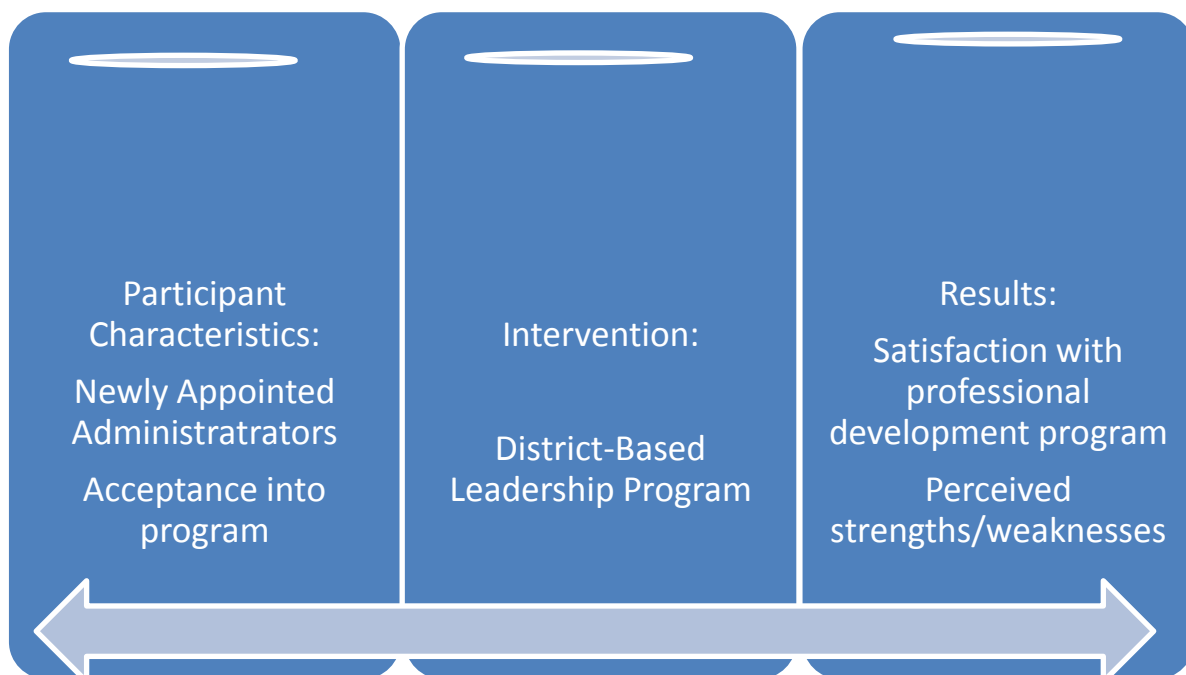 Participant
Characteristics:
Newly Appointed
Administratrators
Acceptance into
program
Intervention:
District-Based
Leadership Program
Results:
Satisfaction with
professional
development program
Perceived
strengths/weaknesses